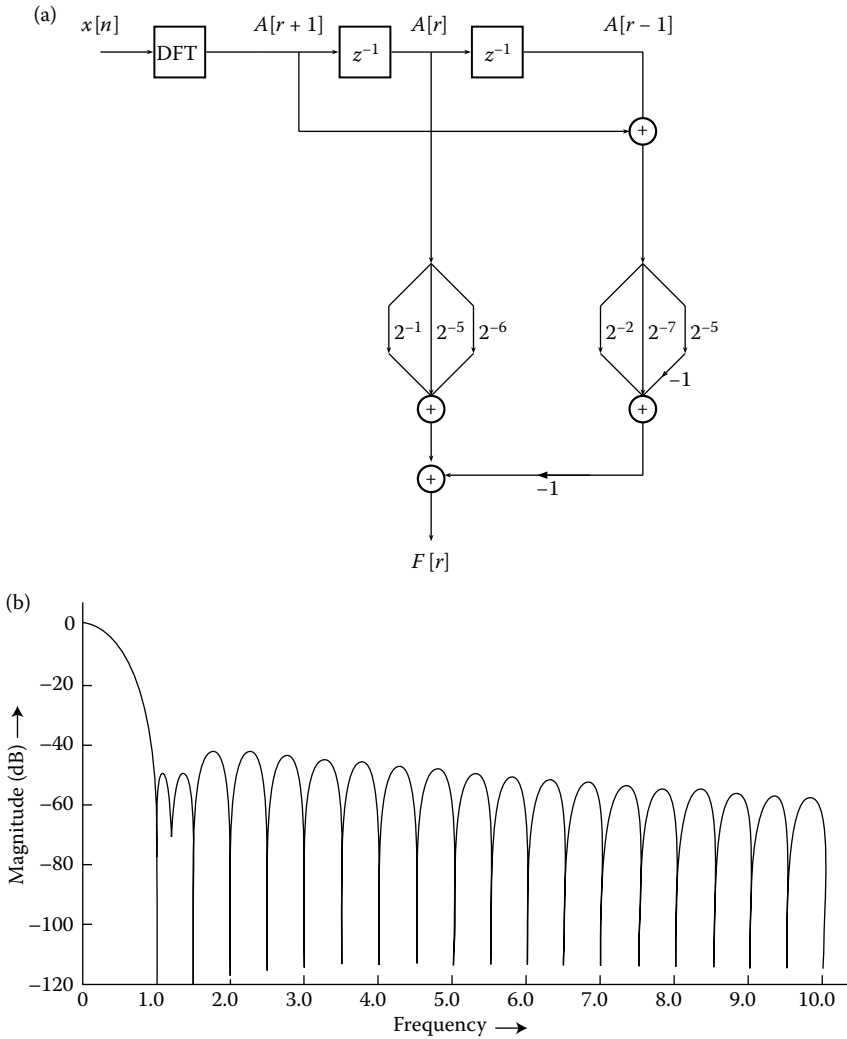 (a)
x[n] A[r + 1] A[r] A[r – 1]
DFT z⁻¹ z⁻¹
+
2⁻¹ 2⁻⁵ 2⁻⁶ 2⁻² 2⁻⁷ 2⁻⁵
–1
+ +
+
–1
F[r]
(b)
0
–20
–40
–60
–80
–100
–120
Magnitude (dB)
0 1.0 2.0 3.0 4.0 5.0 6.0 7.0 8.0 9.0 10.0
Frequency